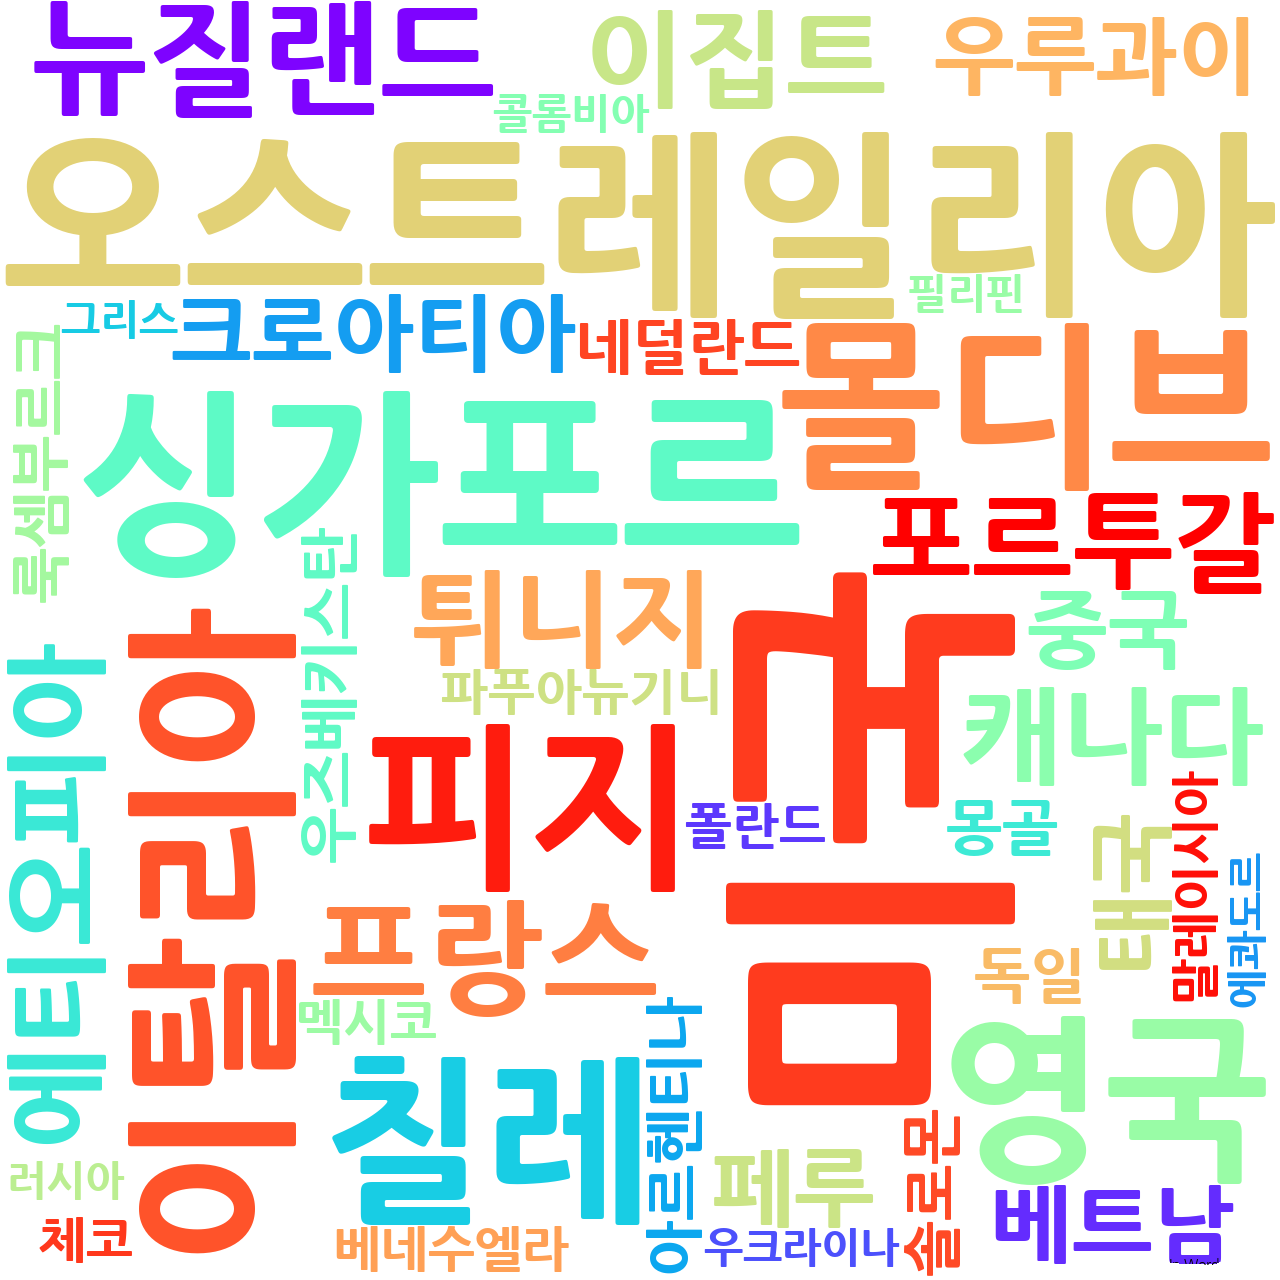 뉴질랜드
이집트
우루과이
콜롬비아
오스트레일리아
필리핀
그리스
크로아티아
네덜란드
몰디브
룩셈부르크
싱가포르
포르투갈
우즈베키스탄
튀니지
미국
중국
에티오피아
이탈리아
파푸아뉴기니
캐나다
피지
폴란드
몽골
태국
말레이시아
에콰도르
프랑스
독일
멕시코
아르헨티나
영국
칠레
솔로몬
페루
러시아
베트남
체코
베네수엘라
우크라이나